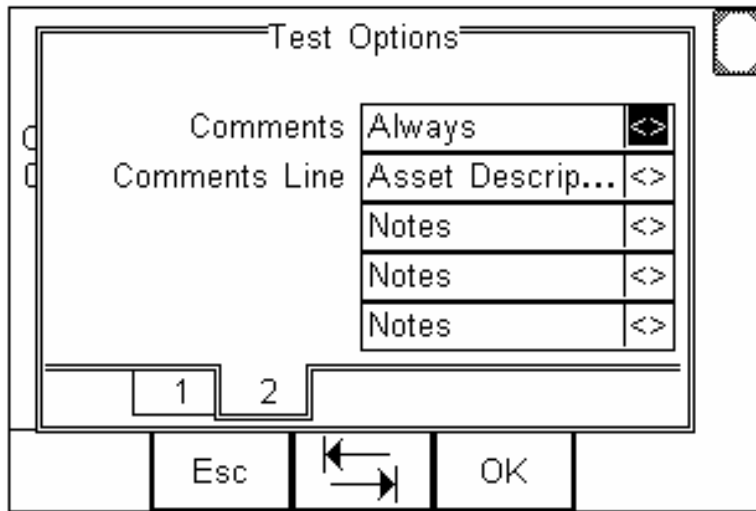 Test Options
Comments Always <>
Comments Line Asset Descrip... <>
Notes <>
Notes <>
Notes <>
1 2
Esc OK